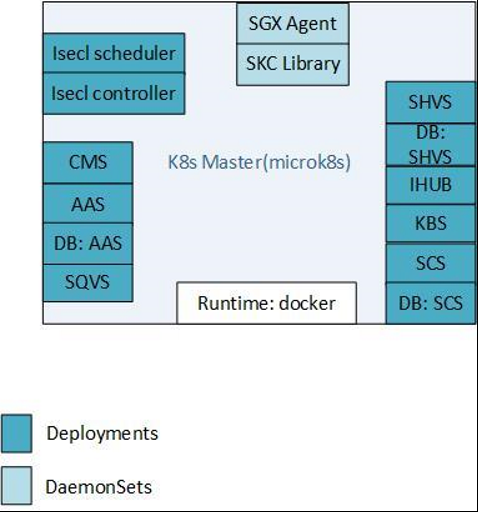 SGX Agent
SKC Library
Isecl scheduler
Isecl controller
CMS
AAS
DB: AAS
SQVS
K8s Master(microk8s)
SHVS
DB:
SHVS
IHUB
KBS
SCS
DB: SCS
Runtime: docker
Deployments
DaemonSets